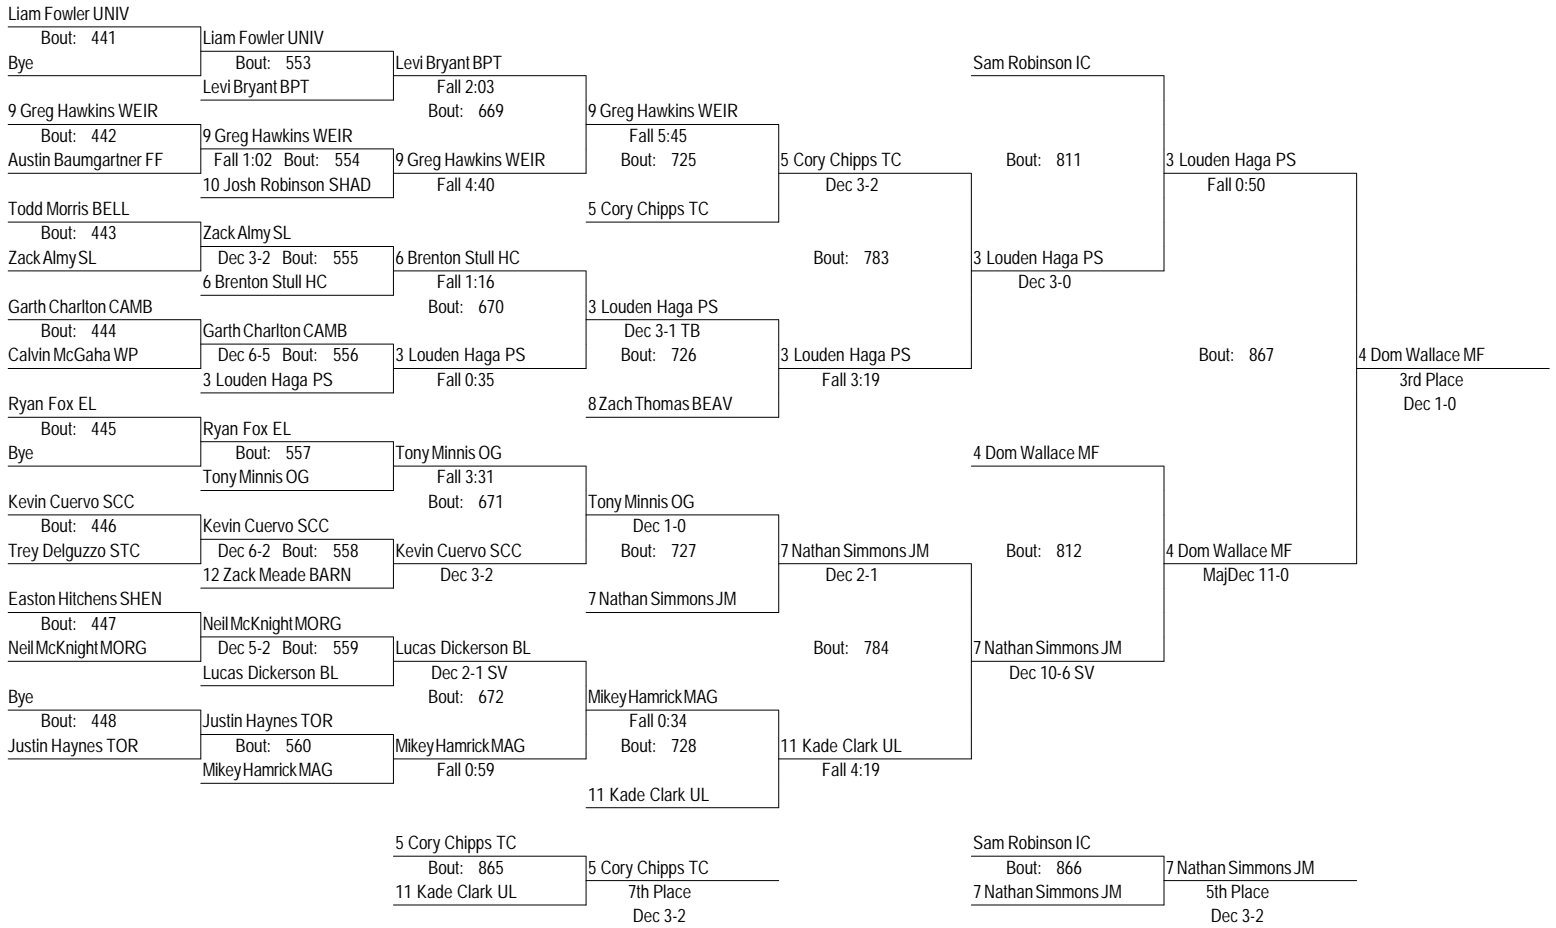 Liam Fowler UNIV
Bout: 441
Bye
9 Greg Hawkins WEIR
Bout: 442
Austin Baumgartner FF
Todd Morris BELL
Bout: 443
Zack Almy SL
Garth Charlton CAMB
Bout: 444
Calvin McGaha WP
Ryan Fox EL
Bout: 445
Bye
Kevin Cuervo SCC
Bout: 446
Trey Delguzzo STC
Easton Hitchens SHEN
Bout: 447
Neil McKnight MORG
Bye
Bout: 448
Justin Haynes TOR
Liam Fowler UNIV
Bout: 553
Levi Bryant BPT
9 Greg Hawkins WEIR
Fall 1:02 Bout: 554
10 Josh Robinson SHAD
Zack Almy SL
Dec 3-2 Bout: 555
6 Brenton Stull HC
Garth Charlton CAMB
Dec 6-5 Bout: 556
3 Louden Haga PS
Ryan Fox EL
Bout: 557
Tony Minnis OG
Kevin Cuervo SCC
Dec 6-2 Bout: 558
12 Zack Meade BARN
Neil McKnight MORG
Dec 5-2 Bout: 559
Lucas Dickerson BL
Justin Haynes TOR
Bout: 560
Mikey Hamrick MAG
Levi Bryant BPT
Fall 2:03
Bout: 669
9 Greg Hawkins WEIR
Fall 4:40
6 Brenton Stull HC
Fall 1:16
Bout: 670
3 Louden Haga PS
Fall 0:35
Tony Minnis OG
Fall 3:31
Bout: 671
Kevin Cuervo SCC
Dec 3-2
Lucas Dickerson BL
Dec 2-1 SV
Bout: 672
Mikey Hamrick MAG
Fall 0:59
9 Greg Hawkins WEIR
Fall 5:45
Bout: 725
5 Cory Chipps TC
3 Louden Haga PS
Dec 3-1 TB
Bout: 726
8 Zach Thomas BEAV
Tony Minnis OG
Dec 1-0
Bout: 727
7 Nathan Simmons JM
Mikey Hamrick MAG
Fall 0:34
Bout: 728
11 Kade Clark UL
5 Cory Chipps TC
Dec 3-2
Bout: 783
3 Louden Haga PS
Fall 3:19
7 Nathan Simmons JM
Dec 2-1
Bout: 784
11 Kade Clark UL
Fall 4:19
Sam Robinson IC
Bout: 811
3 Louden Haga PS
Dec 3-0
4 Dom Wallace MF
Bout: 812
7 Nathan Simmons JM
Dec 10-6 SV
3 Louden Haga PS
Fall 0:50
Bout: 867
4 Dom Wallace MF
MajDec 11-0
4 Dom Wallace MF
3rd Place
Dec 1-0
5 Cory Chipps TC
Bout: 865
11 Kade Clark UL
5 Cory Chipps TC
7th Place
Dec 3-2
Sam Robinson IC
Bout: 866
7 Nathan Simmons JM
7 Nathan Simmons JM
5th Place
Dec 3-2